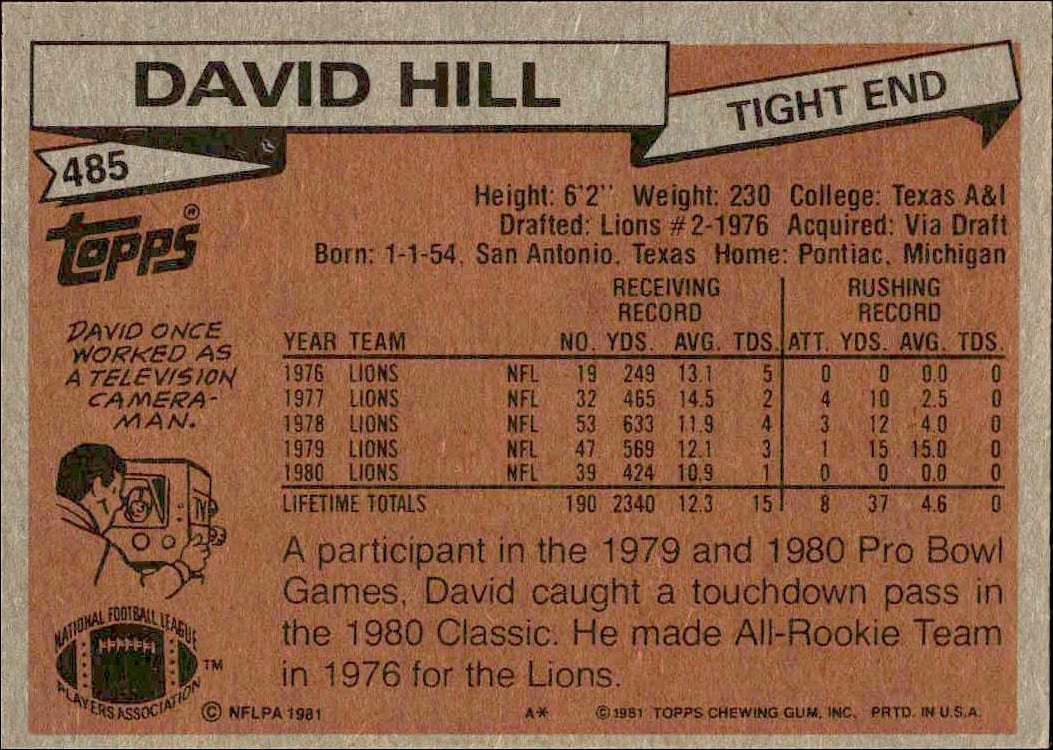 DAVID HILL
TIGHT END
485
Topps®
Height: 6'2'' Weight: 230 College: Texas A&I
Drafted: Lions #2-1976 Acquired: Via Draft
Born: 1-1-54, San Antonio, Texas Home: Pontiac, Michigan
DAVID ONCE
WORKED AS
A TELEVISION
CAMERA-
MAN.
TV
RECEIVING RUSHING
RECORD RECORD
YEAR TEAM NO. YDS. AVG. TDS. ATT. YDS. AVG. TDS.
1976 LIONS NFL 19 249 13.1 5 0 0 0.0 0
1977 LIONS NFL 32 465 14.5 2 4 10 2.5 0
1978 LIONS NFL 53 633 11.9 4 3 12 4.0 0
1979 LIONS NFL 47 569 12.1 3 1 15 15.0 0
1980 LIONS NFL 39 424 10.9 1 0 0 0.0 0
LIFETIME TOTALS 190 2340 12.3 15 8 37 4.6 0
A participant in the 1979 and 1980 Pro Bowl
Games, David caught a touchdown pass in
the 1980 Classic. He made All-Rookie Team
in 1976 for the Lions.
NATIONAL FOOTBALL LEAGUE
PLAYERS ASSOCIATION
TM
© NFLPA 1981 A* © 1981 TOPPS CHEWING GUM, INC. PRTD. IN U.S.A.